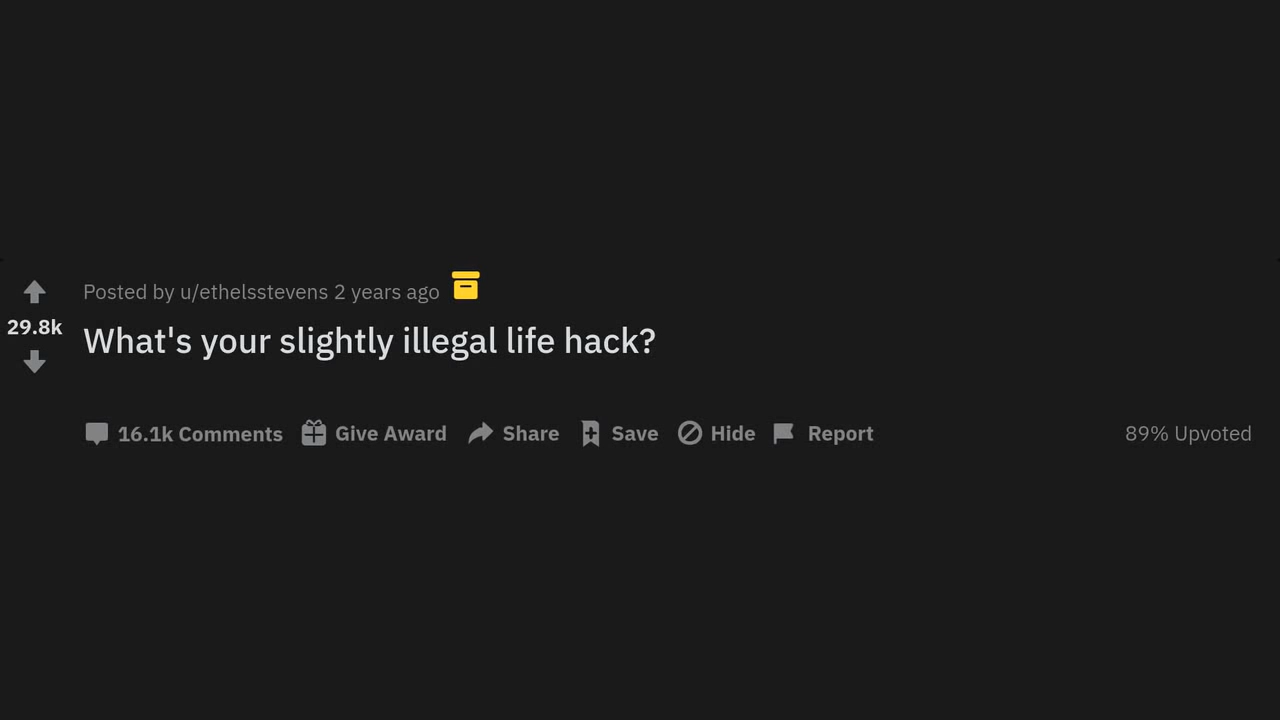 Posted by u/ethelsstevens 2 years ago
29.8k
What's your slightly illegal life hack?
16.1k Comments Give Award Share Save Hide Report 89% Upvoted